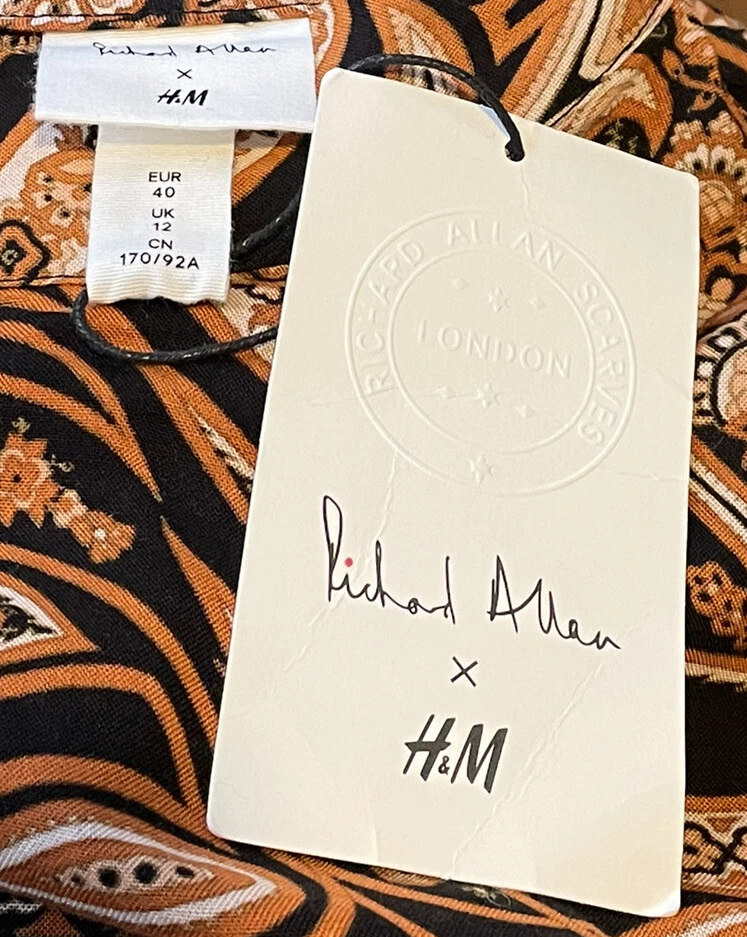 Richard Allan
×
H&M
EUR
40
UK
12
CN
170/92A
RICHARD ALLAN SCARVES
LONDON
Richard Allan
×
H&M